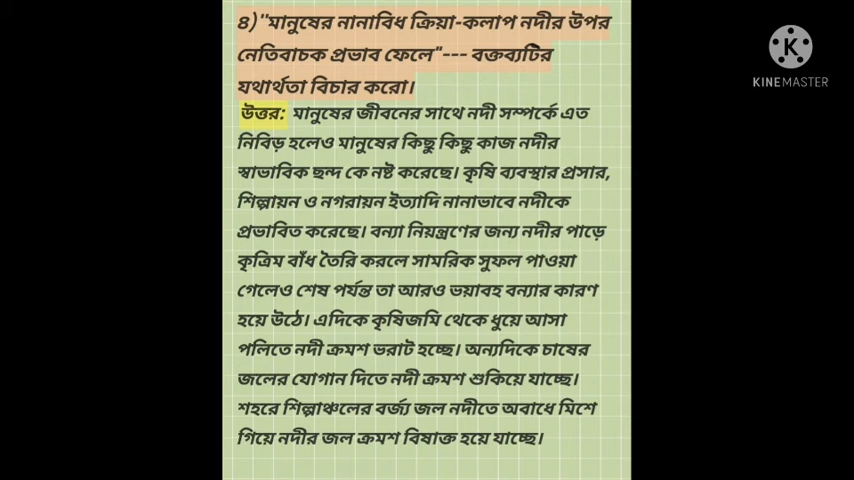 ৪) "মানুষের নানাবিধ ক্রিয়া-কলাপ নদীর উপর
নেতিবাচক প্রভাব ফেলে"--- বক্তব্যটির
যথার্থতা বিচার করো।
উত্তর: মানুষের জীবনের সাথে নদী সম্পর্কে এত
নিবিড় হলেও মানুষের কিছু কিছু কাজ নদীর
স্বাভাবিক ছন্দ কে নষ্ট করেছে। কৃষি ব্যবস্থার প্রসার,
শিল্পায়ন ও নগরায়ন ইত্যাদি নানাভাবে নদীকে
প্রভাবিত করেছে। বন্যা নিয়ন্ত্রণের জন্য নদীর পাড়ে
কৃত্রিম বাঁধ তৈরি করলে সামরিক সুফল পাওয়া
গেলেও শেষ পর্যন্ত তা আরও ভয়াবহ বন্যার কারণ
হয়ে উঠে। এদিকে কৃষিজমি থেকে ধুয়ে আসা
পলিতে নদী ক্রমশ ভরাট হচ্ছে। অন্যদিকে চাষের
জলের যোগান দিতে নদী ক্রমশ শুকিয়ে যাচ্ছে।
শহরে শিল্পাঞ্চলের বর্জ্য জল নদীতে অবাধে মিশে
গিয়ে নদীর জল ক্রমশ বিষাক্ত হয়ে যাচ্ছে।
K
KINEMASTER